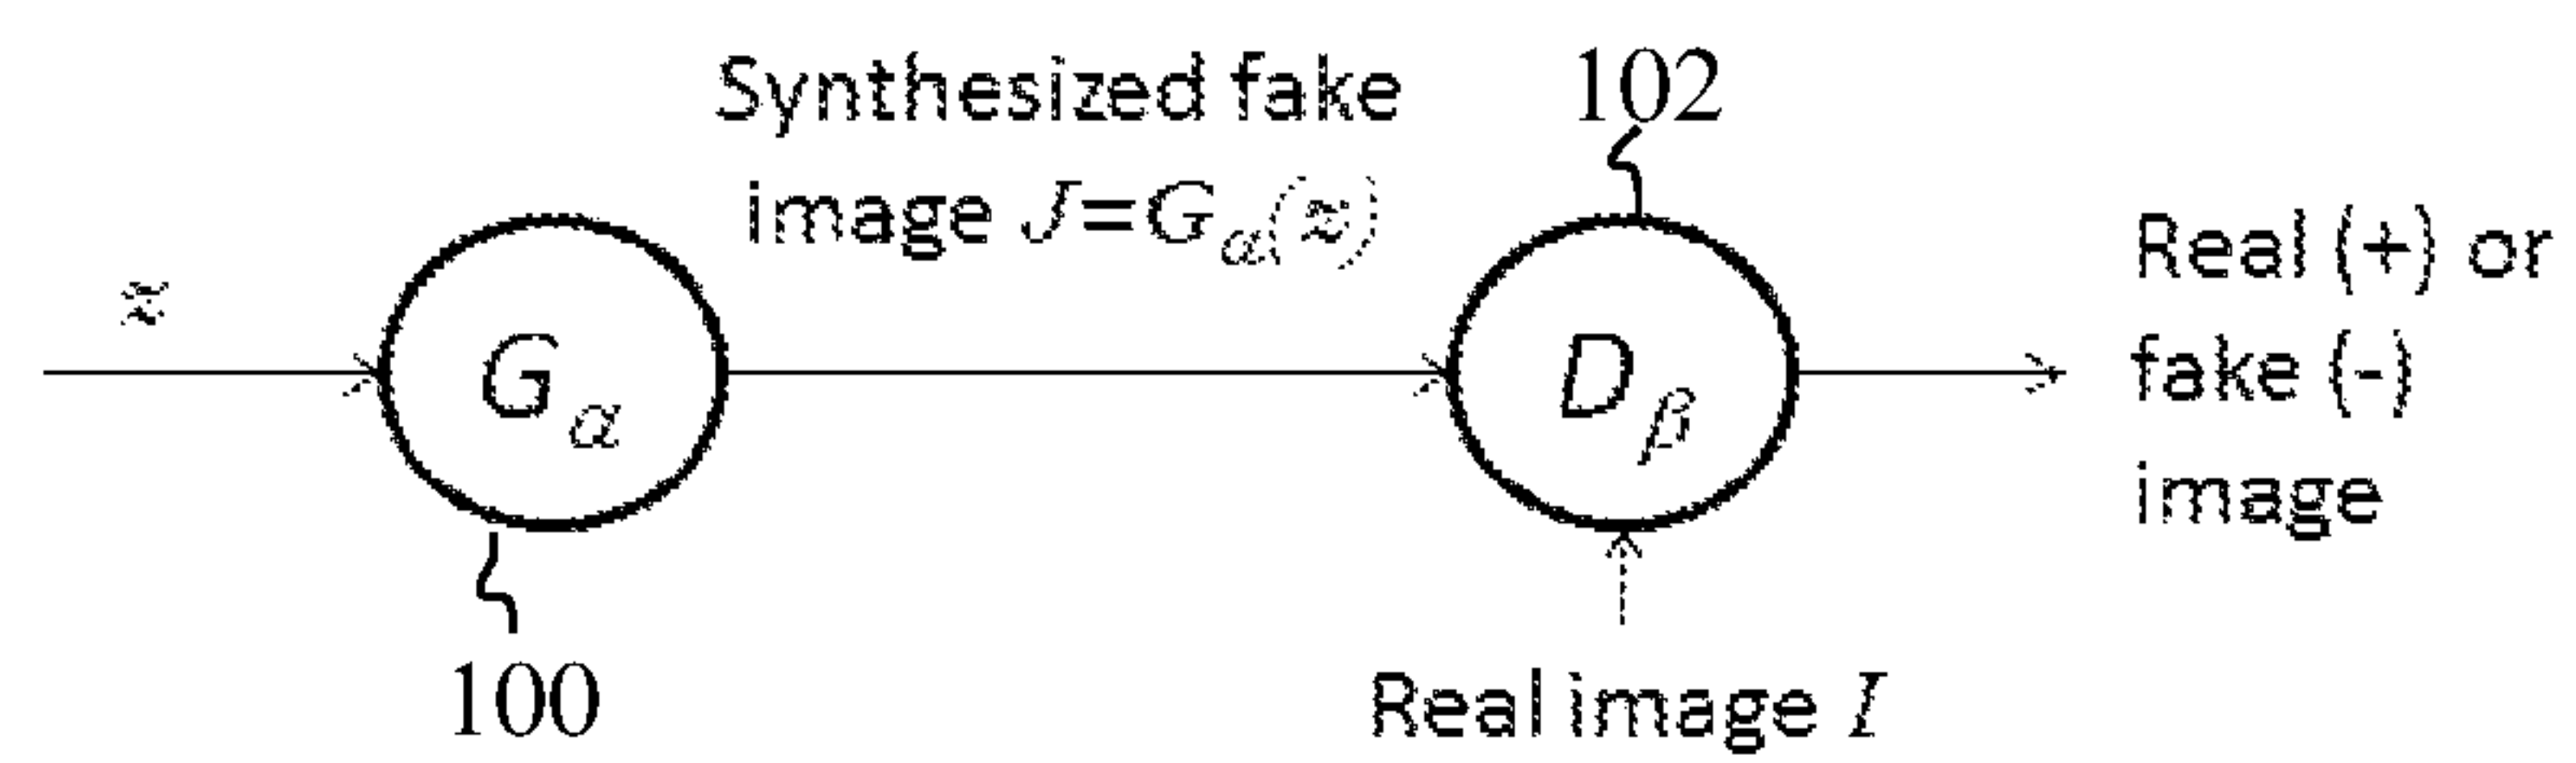 Synthesized fake
image J=Gα(z)
102
z
Gα
Dβ
Real (+) or
fake (-)
image
100
Real image I